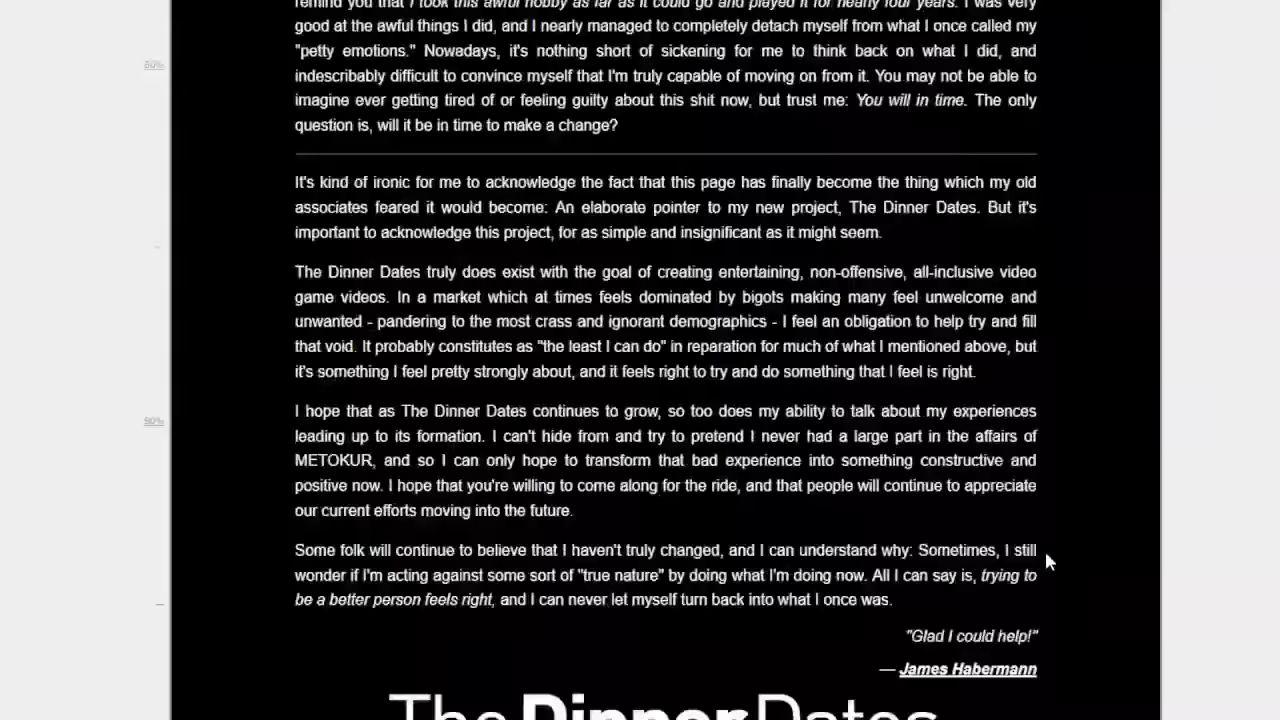 remind you that I took this awful hobby as far as it could go and played it for nearly four years. I was very
good at the awful things I did, and I nearly managed to completely detach myself from what I once called my
"petty emotions." Nowadays, it's nothing short of sickening for me to think back on what I did, and
indescribably difficult to convince myself that I'm truly capable of moving on from it. You may not be able to
imagine ever getting tired of or feeling guilty about this shit now, but trust me: You will in time. The only
question is, will it be in time to make a change?
It's kind of ironic for me to acknowledge the fact that this page has finally become the thing which my old
associates feared it would become: An elaborate pointer to my new project, The Dinner Dates. But it's
important to acknowledge this project, for as simple and insignificant as it might seem.
The Dinner Dates truly does exist with the goal of creating entertaining, non-offensive, all-inclusive video
game videos. In a market which at times feels dominated by bigots making many feel unwelcome and
unwanted - pandering to the most crass and ignorant demographics - I feel an obligation to help try and fill
that void. It probably constitutes as "the least I can do" in reparation for much of what I mentioned above, but
it's something I feel pretty strongly about, and it feels right to try and do something that I feel is right.
90%
I hope that as The Dinner Dates continues to grow, so too does my ability to talk about my experiences
leading up to its formation. I can't hide from and try to pretend I never had a large part in the affairs of
METOKUR, and so I can only hope to transform that bad experience into something constructive and
positive now. I hope that you're willing to come along for the ride, and that people will continue to appreciate
our current efforts moving into the future.
Some folk will continue to believe that I haven't truly changed, and I can understand why: Sometimes, I still
wonder if I'm acting against some sort of "true nature" by doing what I'm doing now. All I can say is, trying to
be a better person feels right, and I can never let myself turn back into what I once was.
"Glad I could help!"
— James Habermann
The Dinner Dates